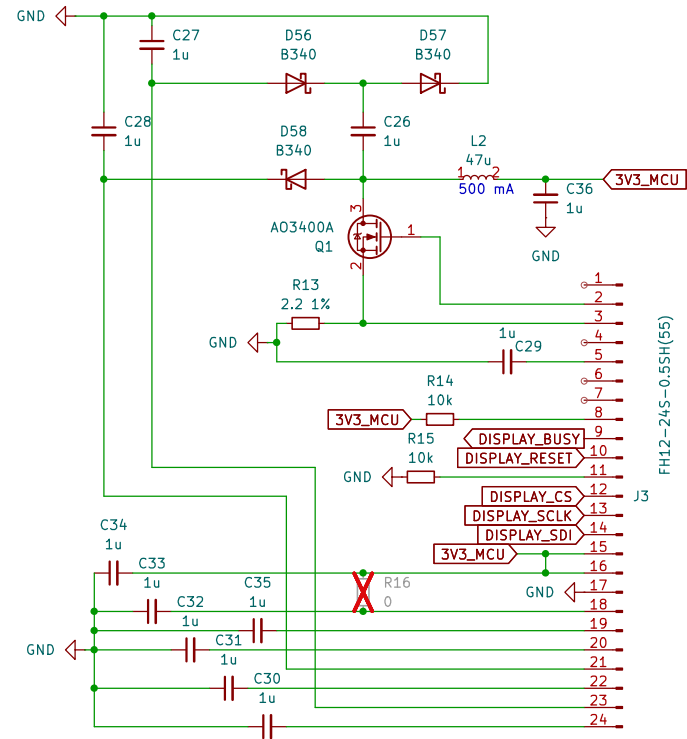 GND
C27
1u
D56
B340
D57
B340
C28
1u
D58
B340
C26
1u
L2
47u
1 2
500 mA
3V3_MCU
C36
1u
GND
3
AO3400A
Q1
1
2
R13
2.2 1%
GND
1u
C29
1
2
3
4
5
6
7
R14
10k
3V3_MCU
8
DISPLAY_BUSY
9
R15
10k
DISPLAY_RESET
10
GND
11
DISPLAY_CS
12
J3
DISPLAY_SCLK
13
DISPLAY_SDI
14
3V3_MCU
15
16
GND
17
18
19
20
21
22
23
24
FH12-24S-0.5SH(55)
C34
1u
C33
1u
C35
1u
R16
0
C32
1u
GND
C31
1u
C30
1u